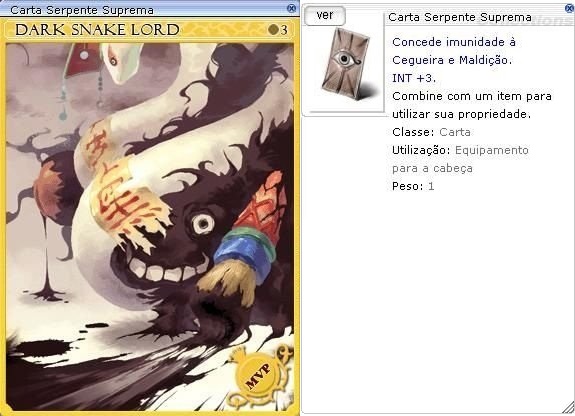 Carta Serpente Suprema
DARK SNAKE LORD
3
MVP
ver
Carta Serpente Suprema
Concede imunidade à
Cegueira e Maldição.
INT +3.
Combine com um item para
utilizar sua propriedade.
Classe: Carta
Utilização: Equipamento
para a cabeça
Peso: 1